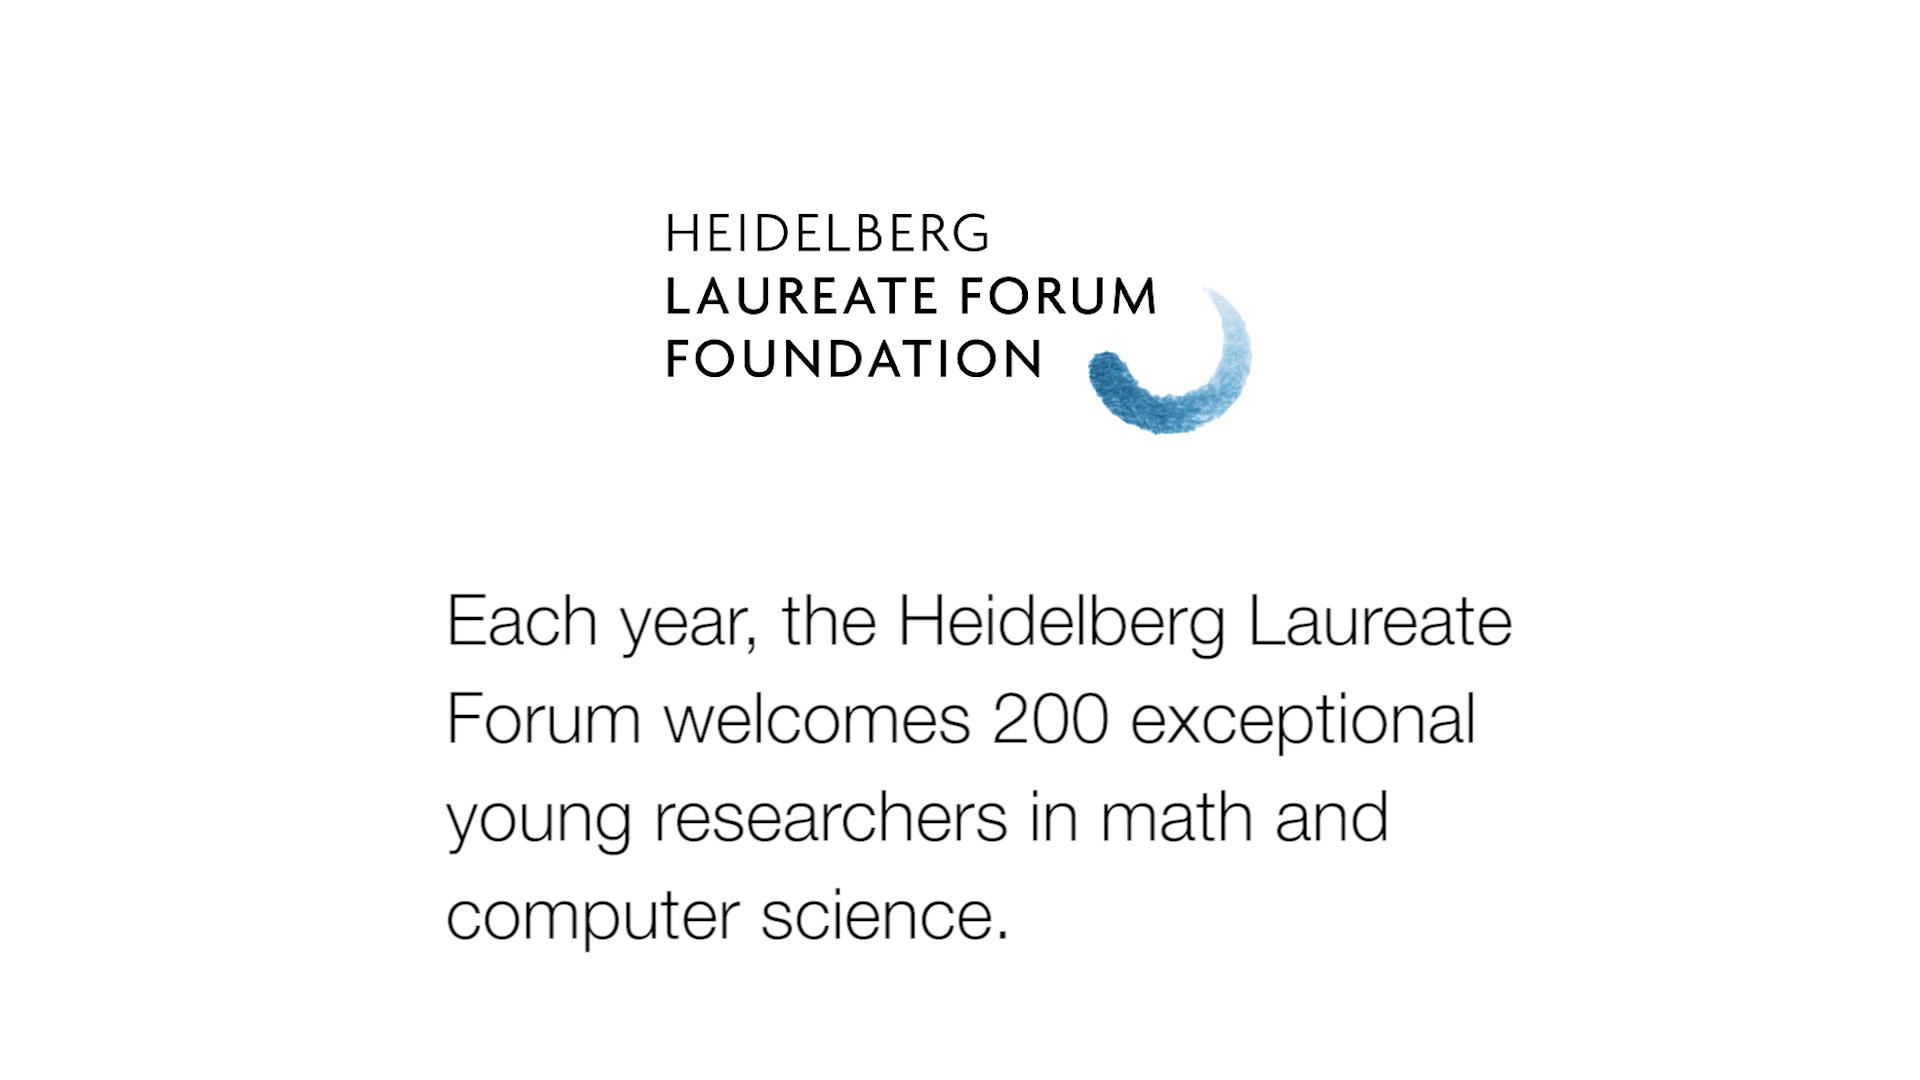 HEIDELBERG
LAUREATE FORUM
FOUNDATION
Each year, the Heidelberg Laureate
Forum welcomes 200 exceptional
young researchers in math and
computer science.